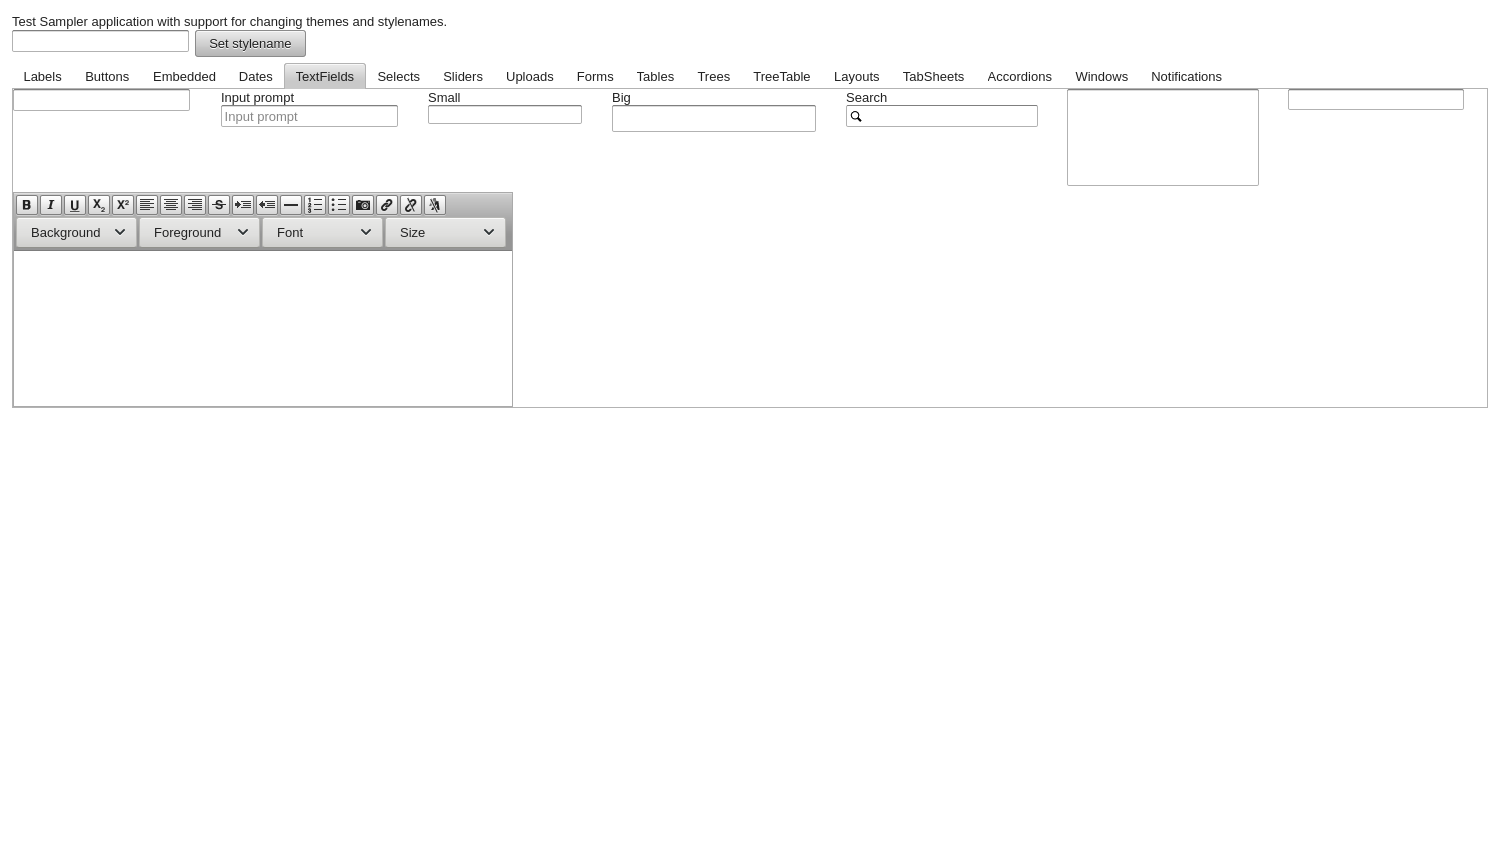 Test Sampler application with support for changing themes and stylenames.
Set stylename
Labels Buttons Embedded Dates TextFields Selects Sliders Uploads Forms Tables Trees TreeTable Layouts TabSheets Accordions Windows Notifications
Input prompt Small Big Search
Input prompt
B I U X2 X² S
Background Foreground Font Size